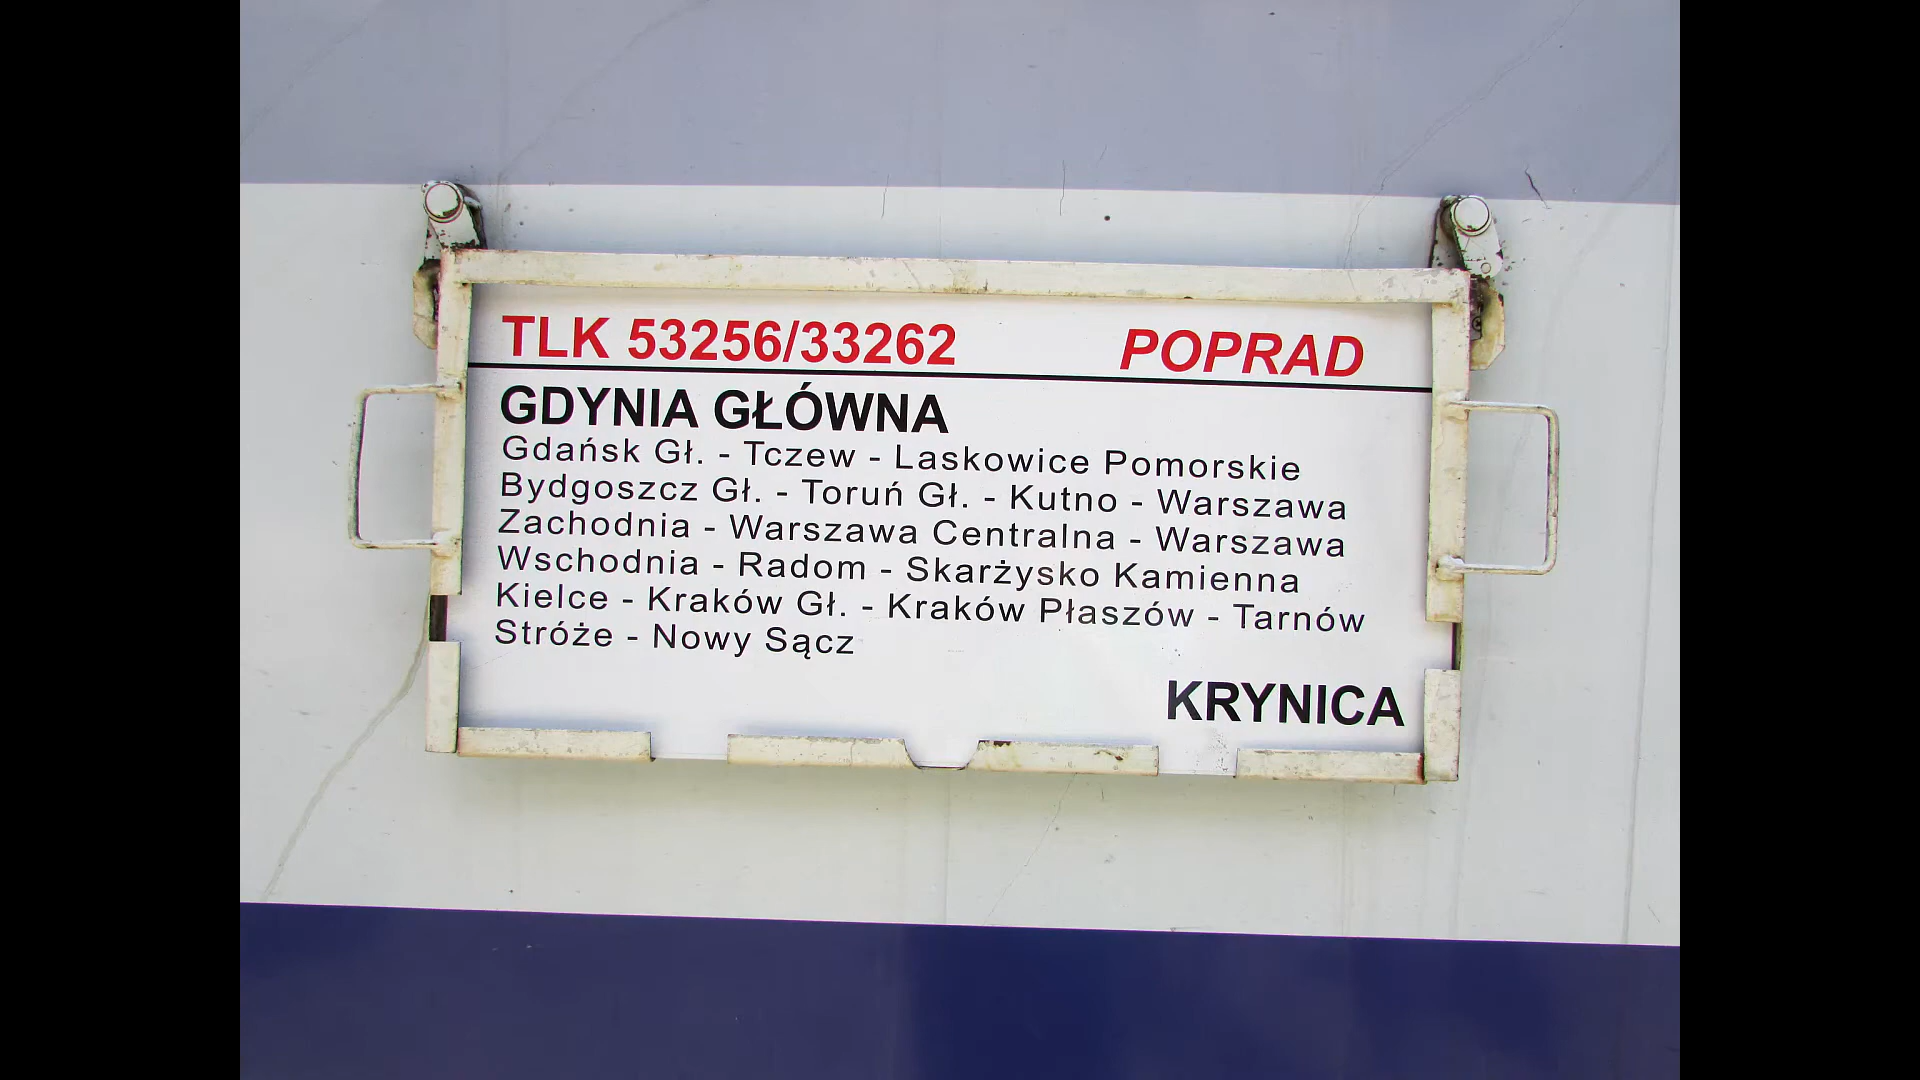 TLK 53256/33262 POPRAD
GDYNIA GŁÓWNA
Gdańsk Gł. - Tczew - Laskowice Pomorskie
Bydgoszcz Gł. - Toruń Gł. - Kutno - Warszawa
Zachodnia - Warszawa Centralna - Warszawa
Wschodnia - Radom - Skarżysko Kamienna
Kielce - Kraków Gł. - Kraków Płaszów - Tarnów
Stróże - Nowy Sącz
KRYNICA